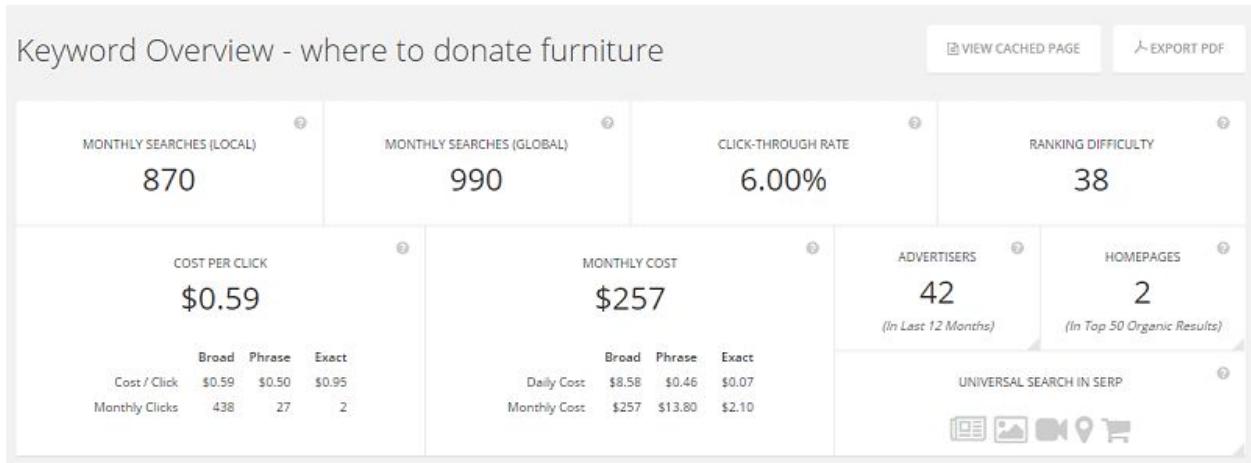 Keyword Overview - where to donate furniture
VIEW CACHED PAGE
EXPORT PDF
MONTHLY SEARCHES (LOCAL)
870
MONTHLY SEARCHES (GLOBAL)
990
CLICK-THROUGH RATE
6.00%
RANKING DIFFICULTY
38
COST PER CLICK
$0.59
Broad Phrase Exact
Cost / Click $0.59 $0.50 $0.95
Monthly Clicks 438 27 2
MONTHLY COST
$257
Broad Phrase Exact
Daily Cost $8.58 $0.46 $0.07
Monthly Cost $257 $13.80 $2.10
ADVERTISERS
42
(In Last 12 Months)
HOMEPAGES
2
(In Top 50 Organic Results)
UNIVERSAL SEARCH IN SERP